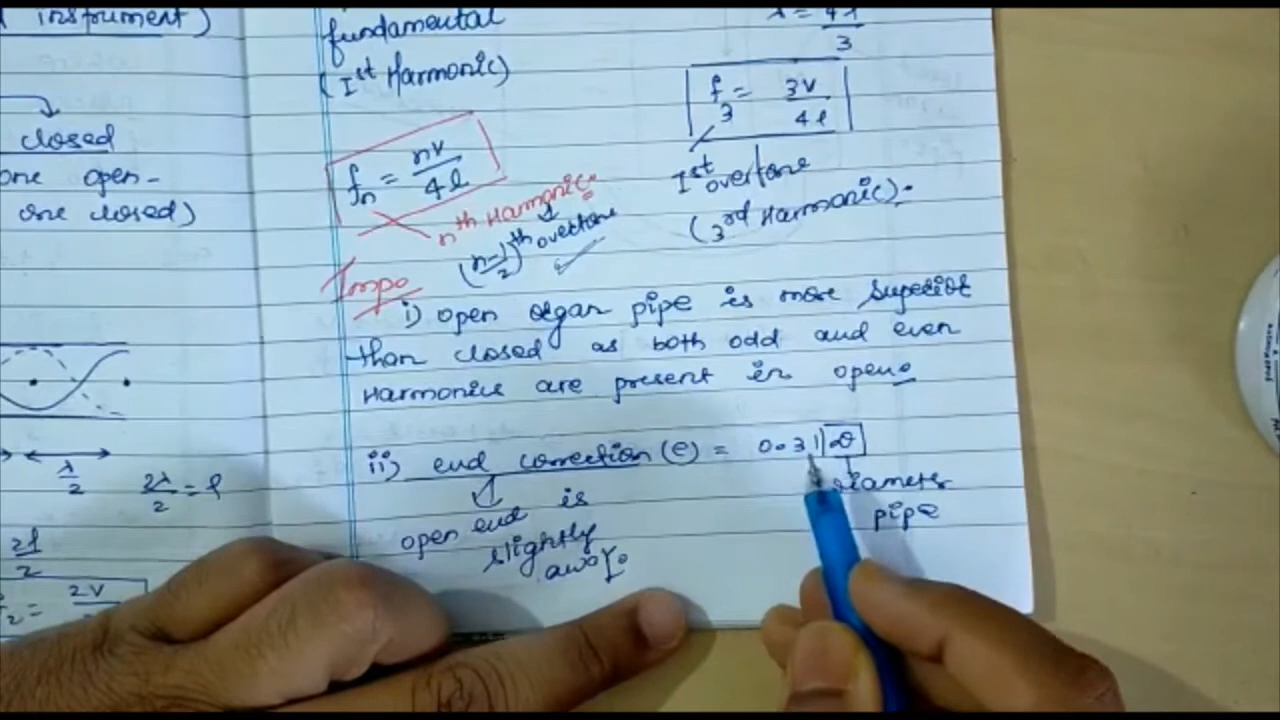 instrument)
closed
one open-
one closed)
λ/2
2λ/2 = l
2l/2
2V
fundamental
(Ist Harmonic)
fn = nv/4l
nth Harmonic.
(n-1/2)th overtone
3
f3 = 3v/4l
Ist overtone
(3rd Harmonic).
Impo
i) open organ pipe is more superior
than closed as both odd and even
Harmonics are present in open.
ii) end correction (e) = 0.3 D
open end is
slightly
diameter
pipe